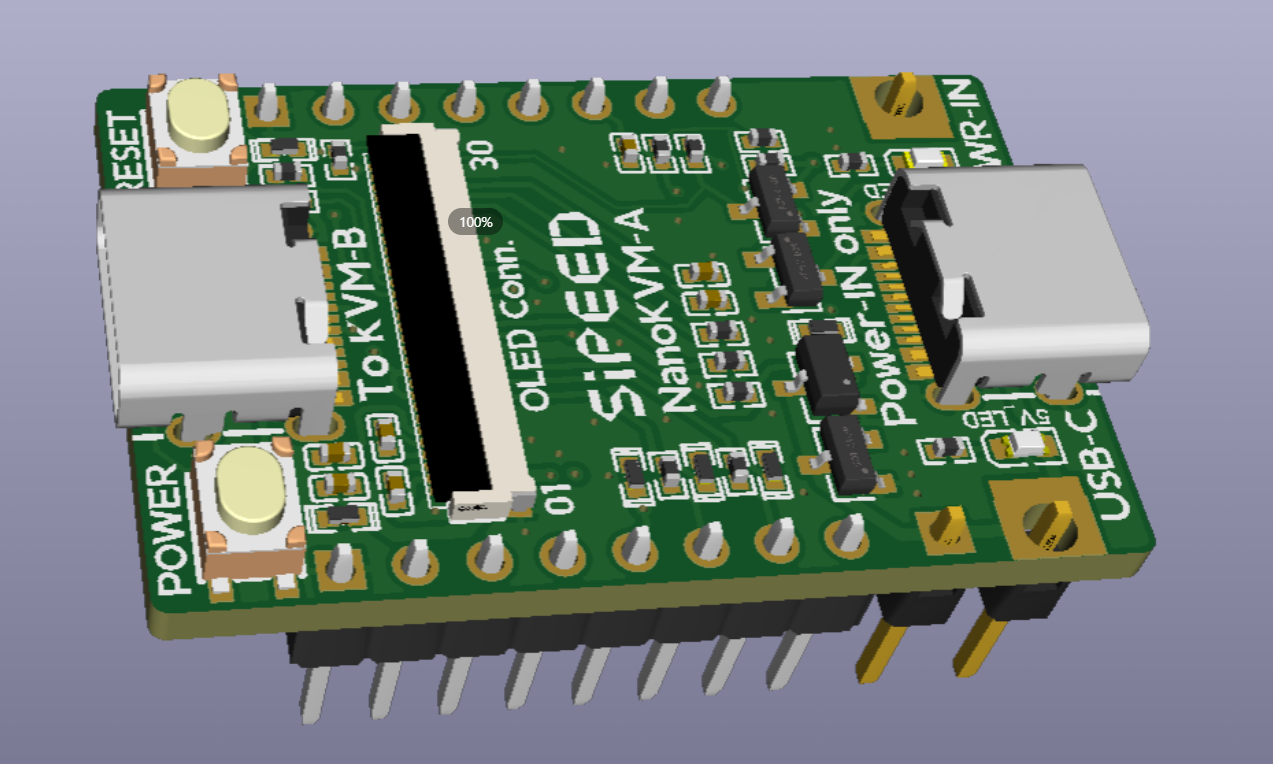 RESET
PWR-IN
30
100%
To KVM-B
OLED Conn.
SiPEED
NanoKVM-A
Power-IN only
5V_LED
USB-C
01
POWER